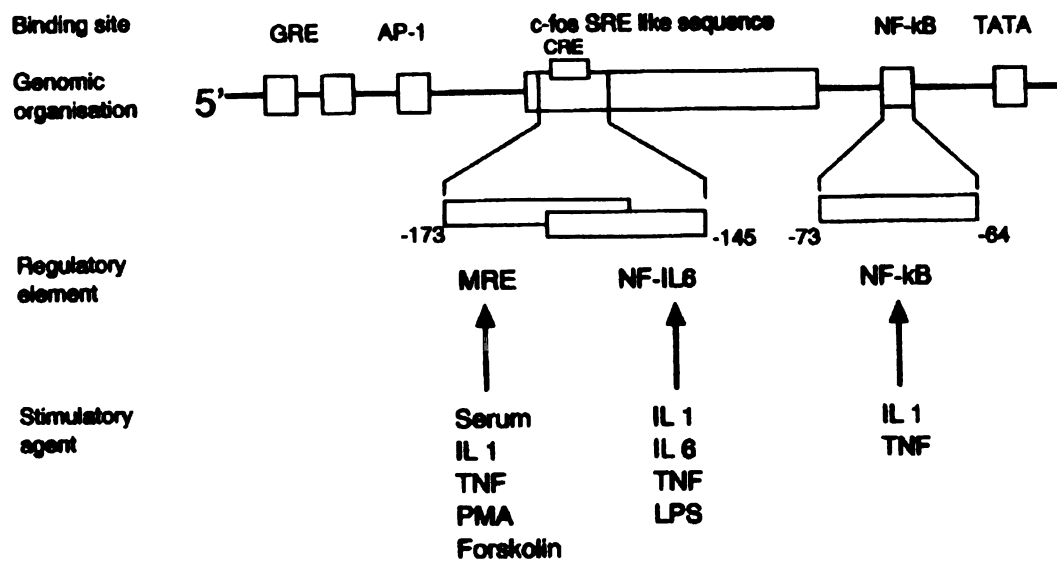 Binding site
GRE
AP-1
c-fos SRE like sequence
CRE
NF-kB
TATA
Genomic
organisation
5'
-173
-145
-73
-64
Regulatory
element
MRE
NF-IL6
NF-kB
Stimulatory
agent
Serum
IL 1
TNF
PMA
Forskolin
IL 1
IL 6
TNF
LPS
IL 1
TNF